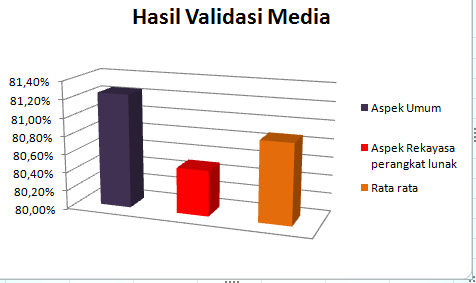 Hasil Validasi Media
81,40%
81,20%
81,00%
80,80%
80,60%
80,40%
80,20%
80,00%
Aspek Umum
Aspek Rekayasa
perangkat lunak
Rata rata